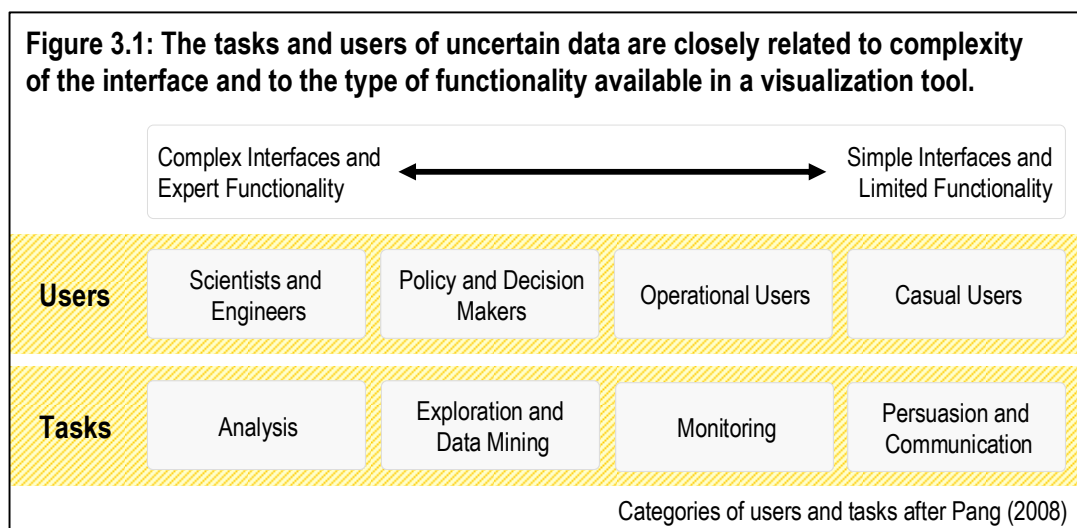 Figure 3.1: The tasks and users of uncertain data are closely related to complexity
of the interface and to the type of functionality available in a visualization tool.
Complex Interfaces and
Expert Functionality
Simple Interfaces and
Limited Functionality
Users
Scientists and
Engineers
Policy and Decision
Makers
Operational Users
Casual Users
Tasks
Analysis
Exploration and
Data Mining
Monitoring
Persuasion and
Communication
Categories of users and tasks after Pang (2008)